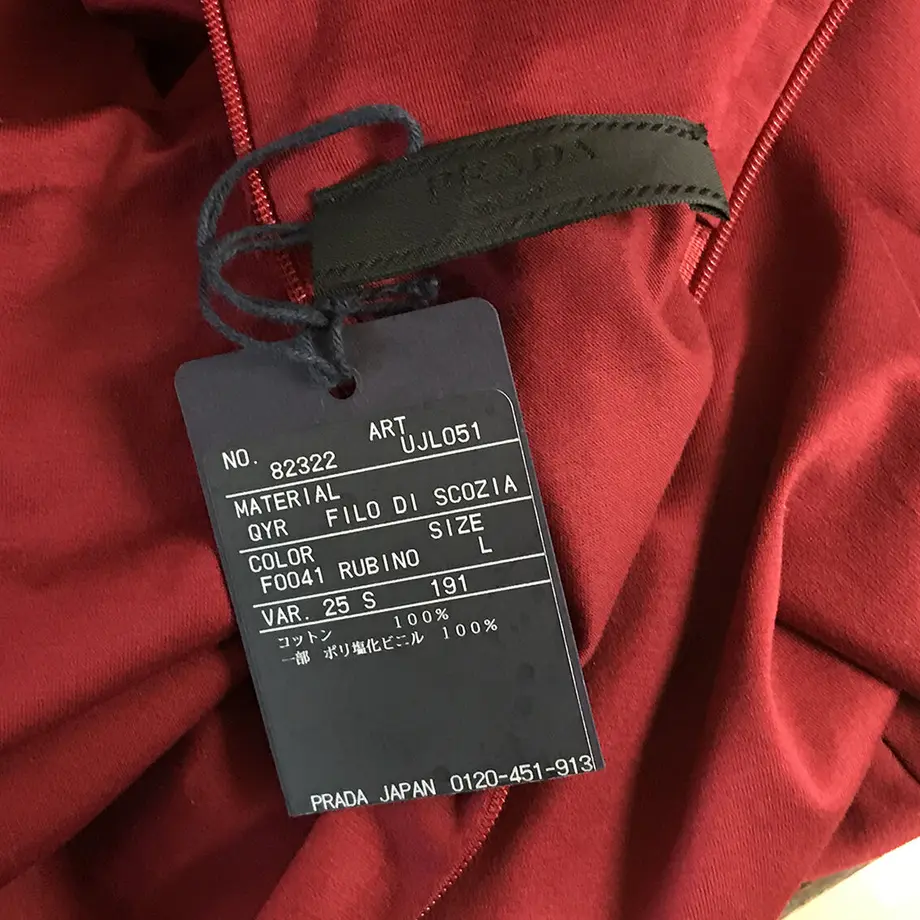 PRADA
ART
NO. 82322 UJL051
MATERIAL
QYR FILO DI SCOZIA
COLOR SIZE
F0041 RUBINO L
VAR. 25 S 191
コットン 100%
一部 ポリ塩化ビニル 100%
PRADA JAPAN 0120-451-913